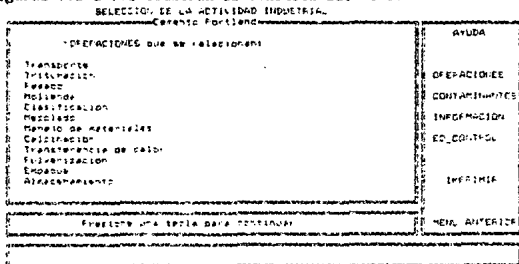 SELECCION DE LA ACTIVIDAD INDUSTRIAL
Cemento Portland
OPERACIONES que se relacionan:
Transporte
Trituración
Pesado
Molienda
Clasificación
Mezclado
Manejo de materiales
Calcinación
Transferencia de calor
Pulverización
Empaque
Almacenamiento
Presione una tecla para continuar
AYUDA
OPERACIONES
CONTAMINANTES
INFORMACION
EQ_CONTROL
IMPRIMIR
MENU ANTERIOR